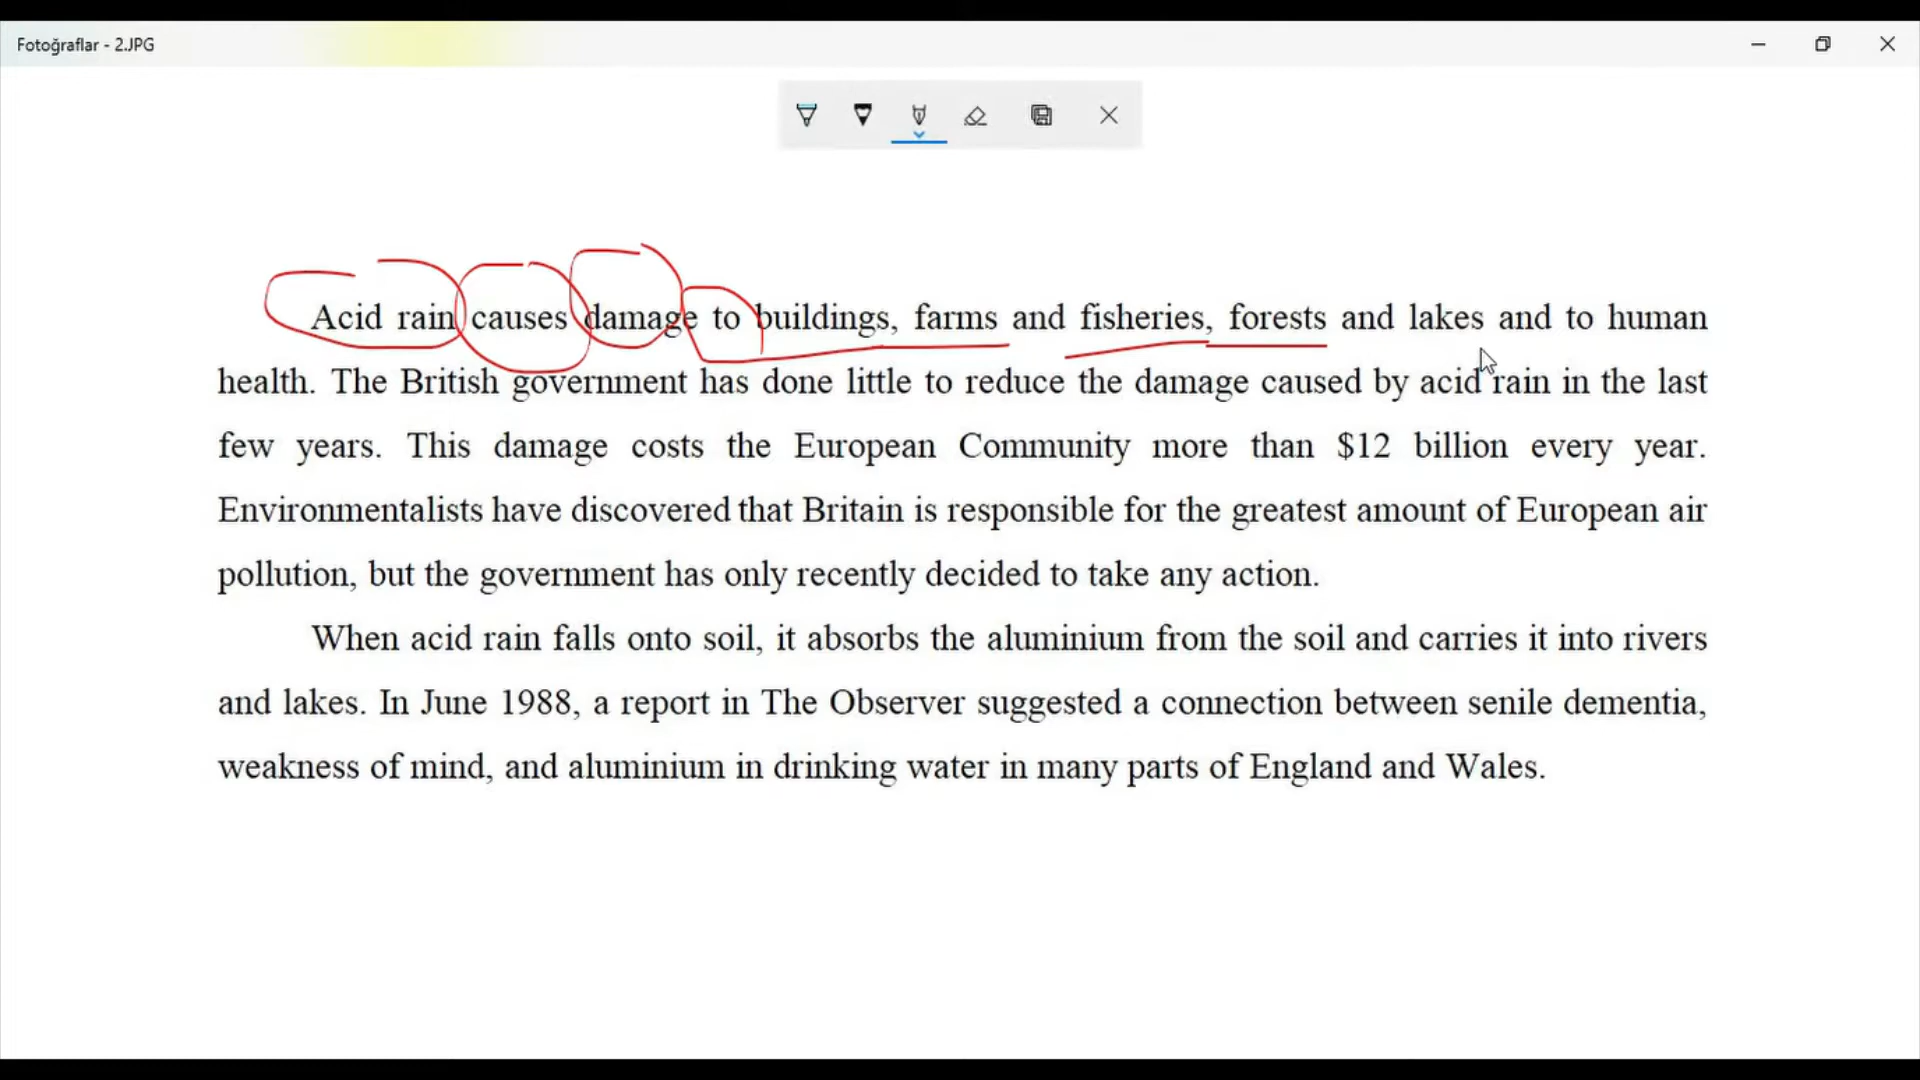 Fotoğraflar - 2.JPG
Acid rain causes damage to buildings, farms and fisheries, forests and lakes and to human
health. The British government has done little to reduce the damage caused by acid rain in the last
few years. This damage costs the European Community more than $12 billion every year.
Environmentalists have discovered that Britain is responsible for the greatest amount of European air
pollution, but the government has only recently decided to take any action.
When acid rain falls onto soil, it absorbs the aluminium from the soil and carries it into rivers
and lakes. In June 1988, a report in The Observer suggested a connection between senile dementia,
weakness of mind, and aluminium in drinking water in many parts of England and Wales.